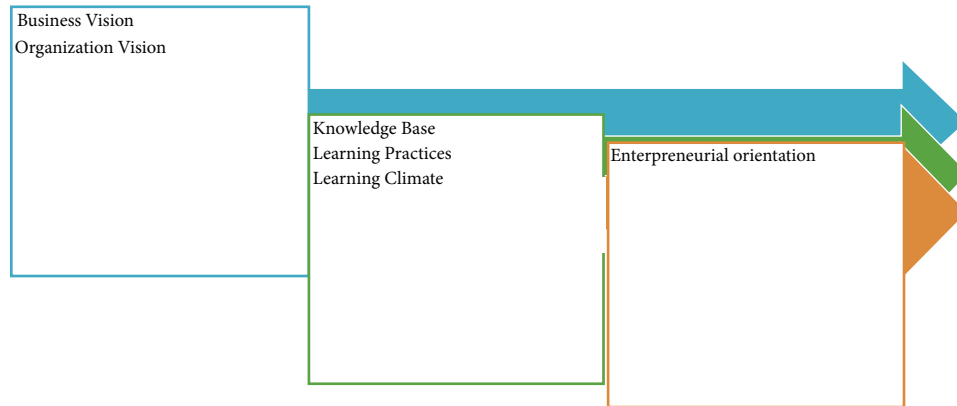 Business Vision
Organization Vision
Knowledge Base
Learning Practices
Learning Climate
Enterpreneurial orientation